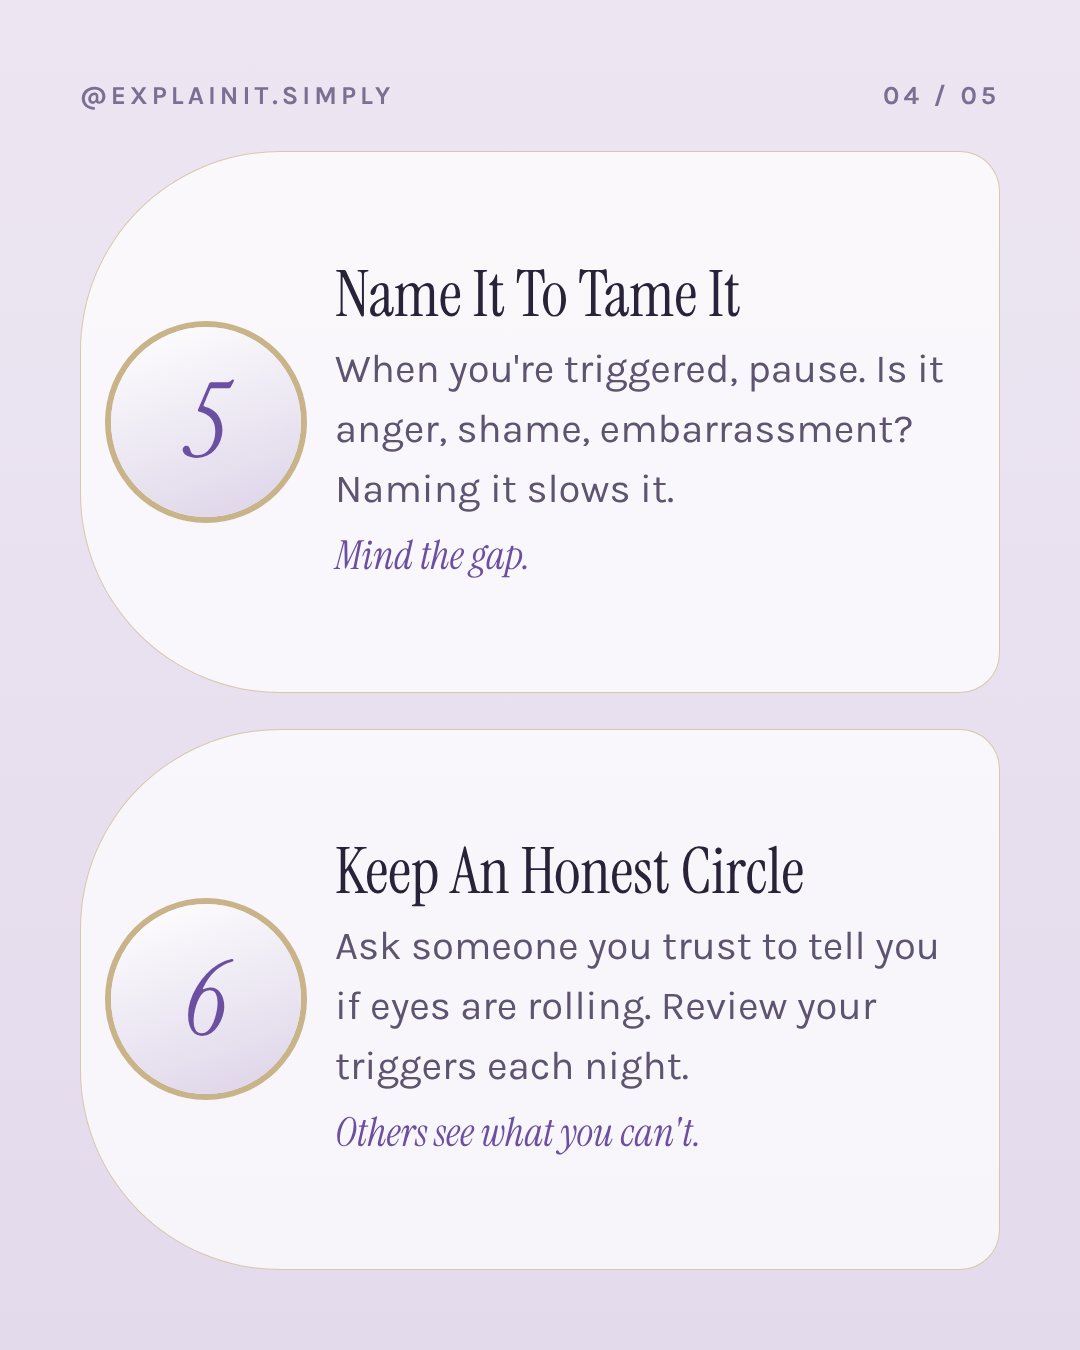 @EXPLAINIT.SIMPLY
04 / 05
5
Name It To Tame It
When you're triggered, pause. Is it
anger, shame, embarrassment?
Naming it slows it.
Mind the gap.
6
Keep An Honest Circle
Ask someone you trust to tell you
if eyes are rolling. Review your
triggers each night.
Others see what you can't.